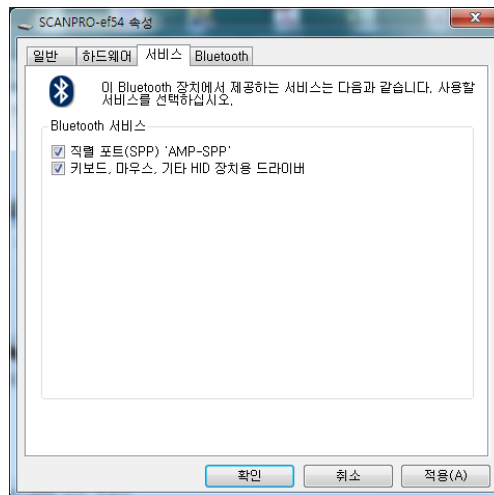 SCANPRO-ef54 속성
일반 하드웨어 서비스 Bluetooth
이 Bluetooth 장치에서 제공하는 서비스는 다음과 같습니다. 사용할
서비스를 선택하십시오.
Bluetooth 서비스
직렬 포트(SPP) 'AMP-SPP'
키보드, 마우스, 기타 HID 장치용 드라이버
확인 취소 적용(A)